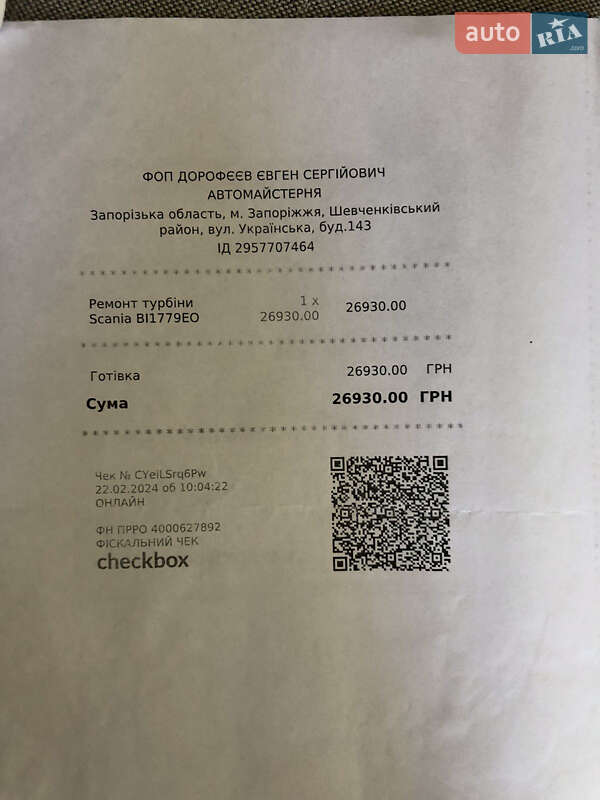 auto RIA .com
ФОП ДОРОФЄЄВ ЄВГЕН СЕРГІЙОВИЧ
АВТОМАЙСТЕРНЯ
Запорізька область, м. Запоріжжя, Шевченківський
район, вул. Українська, буд.143
ІД 2957707464
Ремонт турбіни 1 x 26930.00
Scania BI1779EO 26930.00
Готівка 26930.00 ГРН
Сума 26930.00 ГРН
Чек № CYeiLSrq6Pw
22.02.2024 об 10:04:22
ОНЛАЙН
ФН ПРРО 4000627892
ФІСКАЛЬНИЙ ЧЕК
checkbox